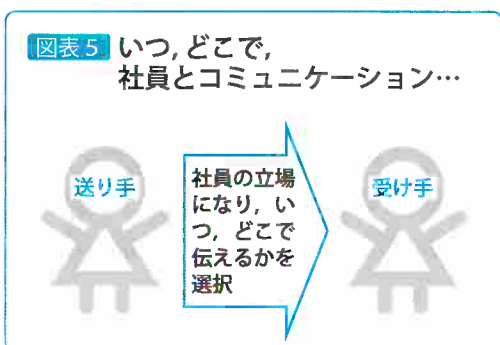 図表5 いつ，どこで，
社員とコミュニケーション…
送り手
社員の立場
になり，い
つ，どこで
伝えるかを
選択
受け手